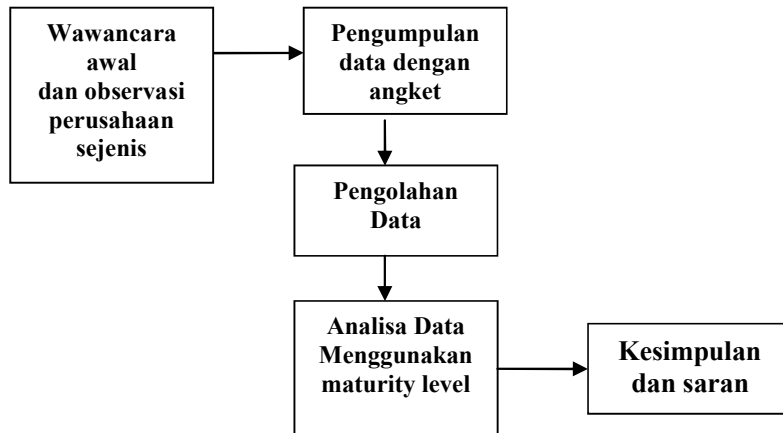 Wawancara
awal
dan observasi
perusahaan
sejenis
Pengumpulan
data dengan
angket
Pengolahan
Data
Analisa Data
Menggunakan
maturity level
Kesimpulan
dan saran